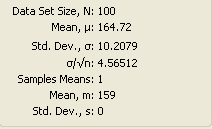 Data Set Size, N: 100
Mean, μ: 164.72
Std. Dev., σ: 10.2079
σ/√n: 4.56512
Samples Means: 1
Mean, m: 159
Std. Dev., s: 0